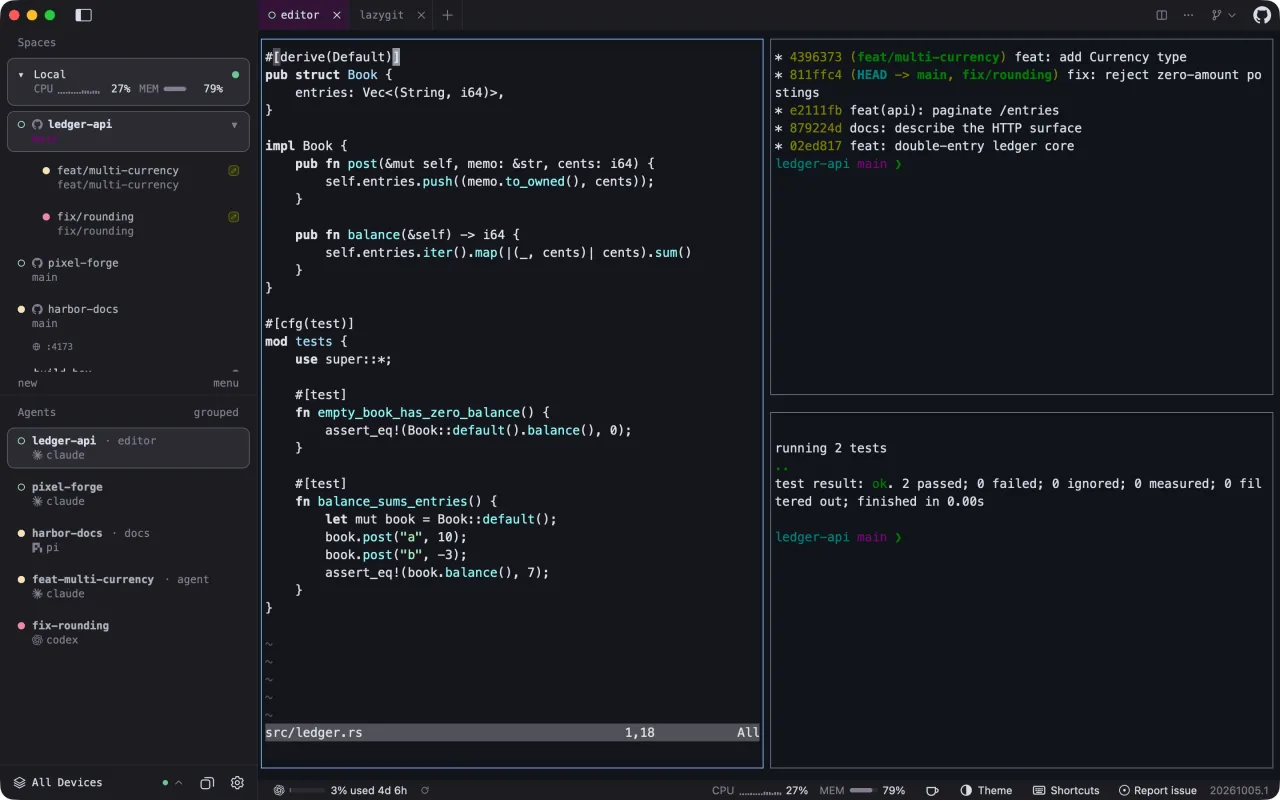 editor
lazygit
Spaces
Local
CPU 27% MEM 79%
ledger-api
feat/multi-currency
feat/multi-currency
fix/rounding
fix/rounding
pixel-forge
main
harbor-docs
main
:4173
new menu
Agents grouped
ledger-api · editor
claude
pixel-forge
claude
harbor-docs · docs
pi
feat-multi-currency · agent
claude
fix-rounding
codex
All Devices
#[derive(Default)]
pub struct Book {
    entries: Vec<(String, i64)>,
}
impl Book {
    pub fn post(&mut self, memo: &str, cents: i64) {
        self.entries.push((memo.to_owned(), cents));
    }
    pub fn balance(&self) -> i64 {
        self.entries.iter().map(|(_, cents)| cents).sum()
    }
}
#[cfg(test)]
mod tests {
    use super::*;
    #[test]
    fn empty_book_has_zero_balance() {
        assert_eq!(Book::default().balance(), 0);
    }
    #[test]
    fn balance_sums_entries() {
        let mut book = Book::default();
        book.post("a", 10);
        book.post("b", -3);
        assert_eq!(book.balance(), 7);
    }
}
~
~
~
~
~
src/ledger.rs 1,18 All
* 4396373 (feat/multi-currency) feat: add Currency type
* 811ffc4 (HEAD -> main, fix/rounding) fix: reject zero-amount po
stings
* e2111fb feat(api): paginate /entries
* 879224d docs: describe the HTTP surface
* 02ed817 feat: double-entry ledger core
ledger-api main ❯
running 2 tests
..
test result: ok. 2 passed; 0 failed; 0 ignored; 0 measured; 0 fil
tered out; finished in 0.00s
ledger-api main ❯
3% used 4d 6h
CPU 27% MEM 79%
Theme
Shortcuts
Report issue
20261005.1